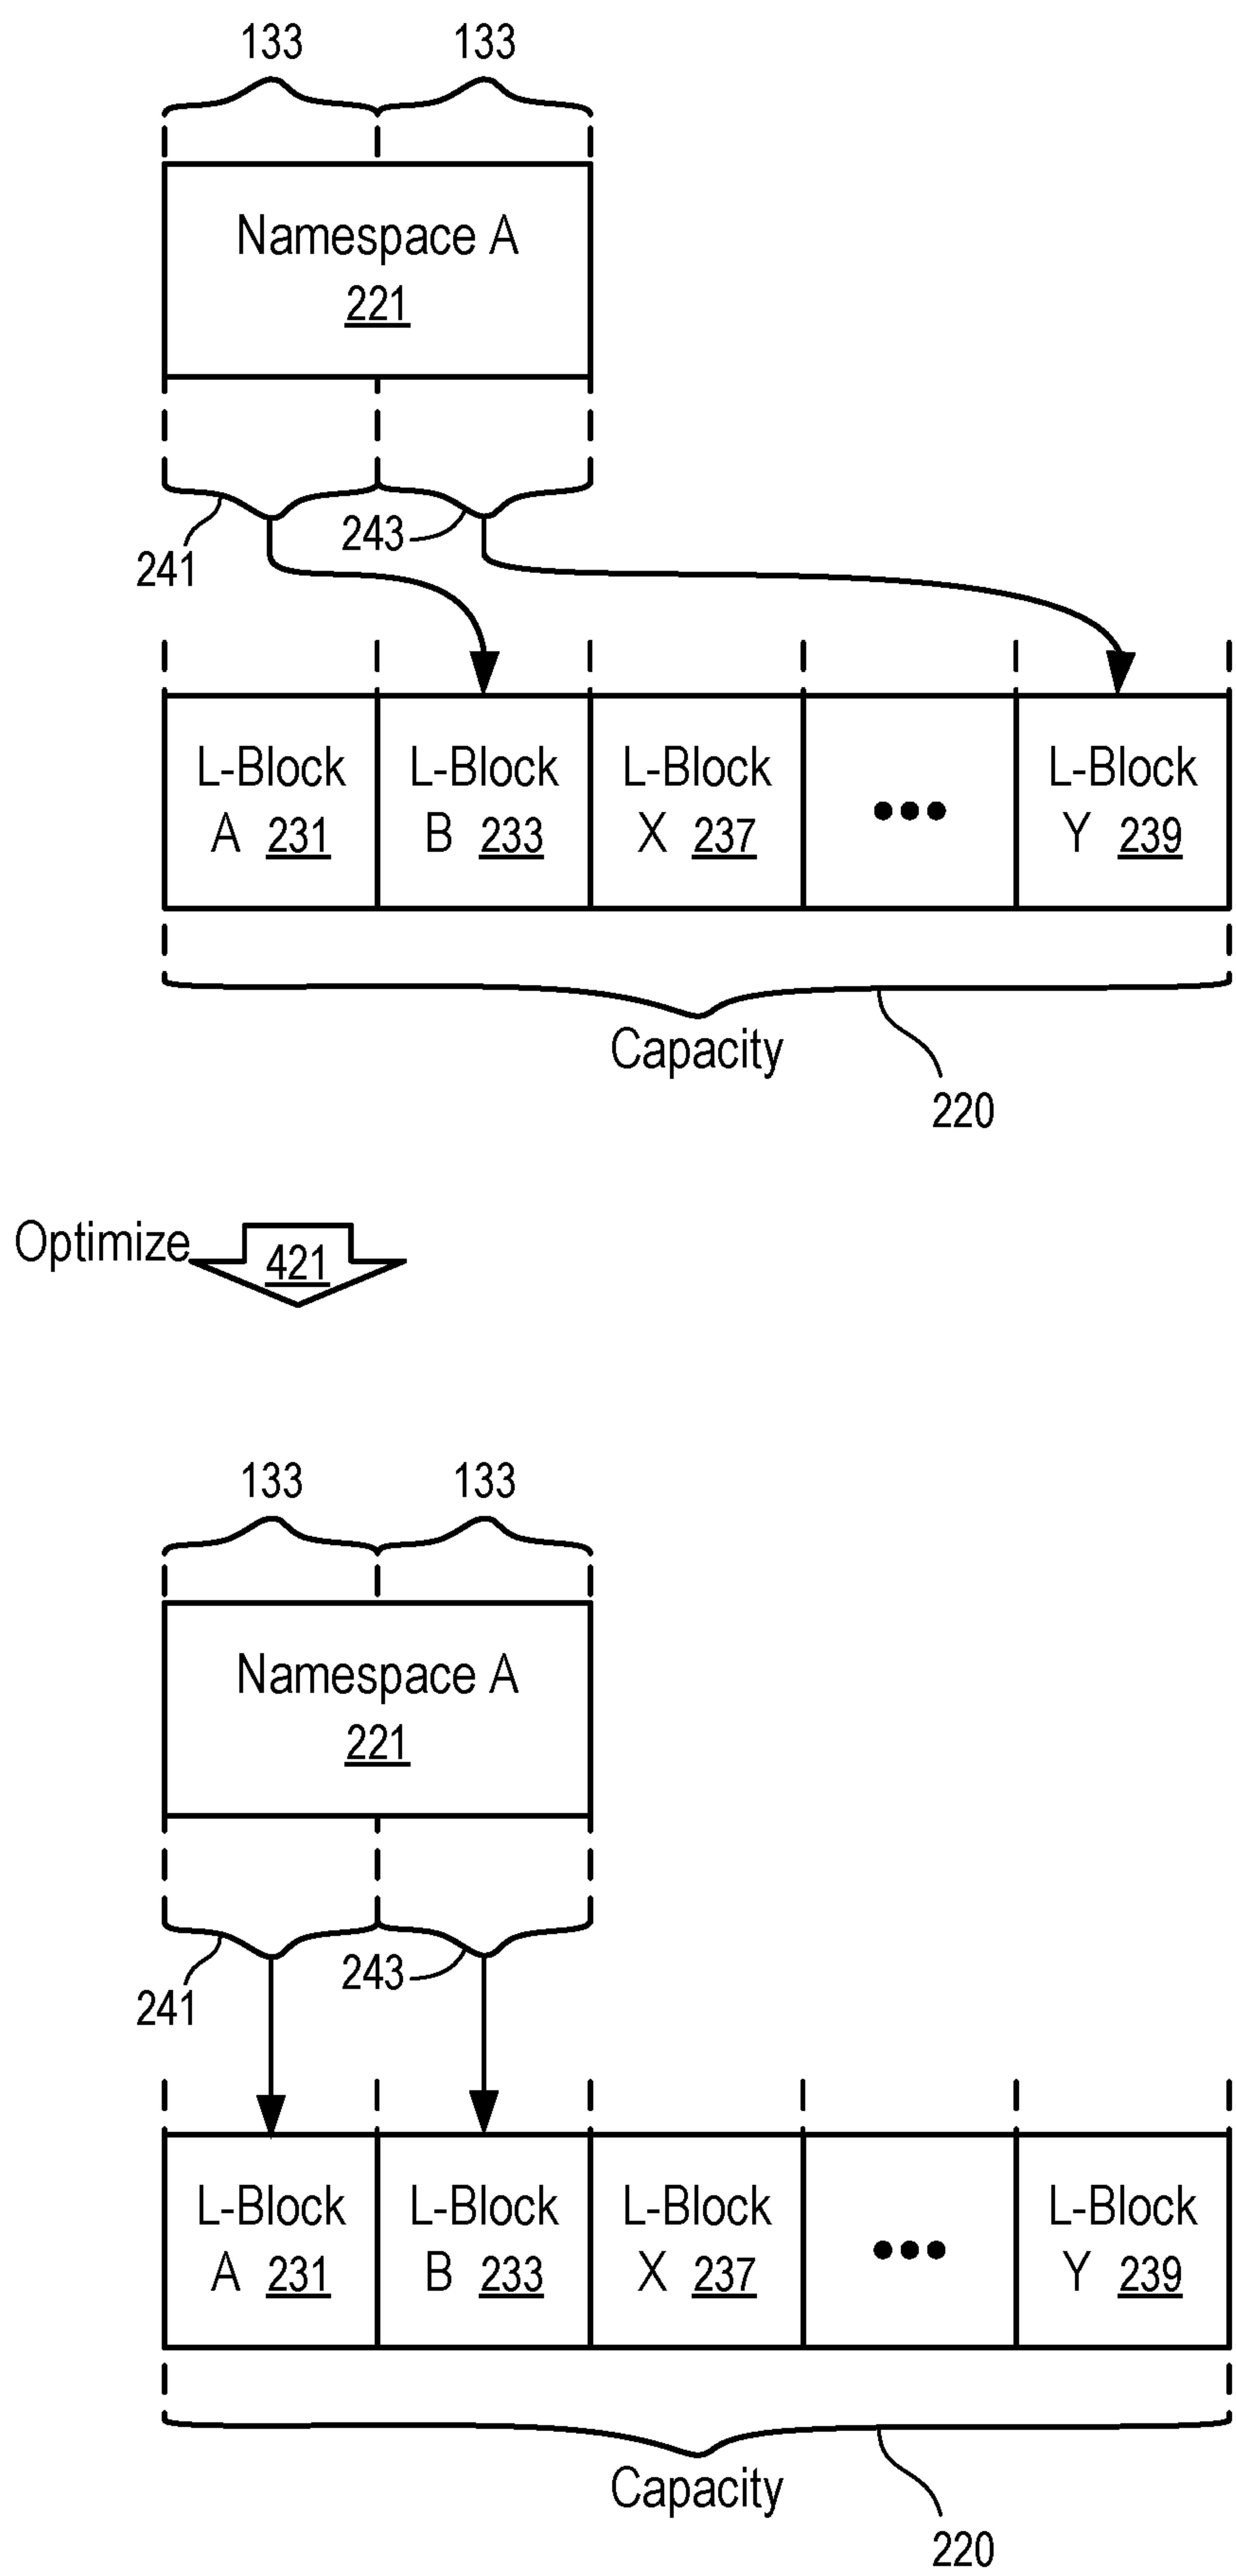 133 133
Namespace A
221
241 243
L-Block L-Block L-Block L-Block
A 231 B 233 X 237 ••• Y 239
Capacity
220
Optimize 421
133 133
Namespace A
221
241 243
L-Block L-Block L-Block L-Block
A 231 B 233 X 237 ••• Y 239
Capacity
220